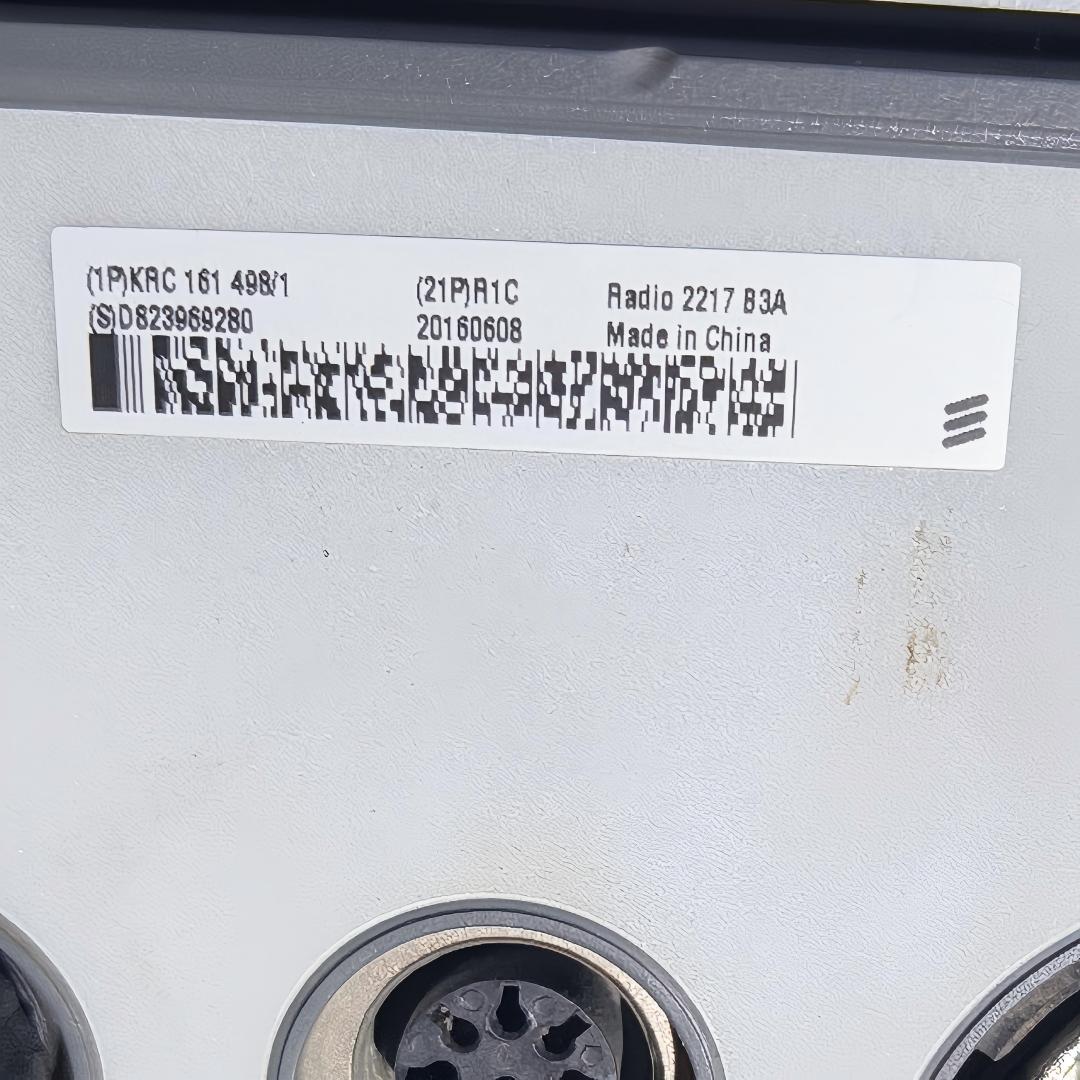 (1P)KRC 161 498/1 (21P)R1C Radio 2217 B3A
(S)D823969280 20160608 Made in China